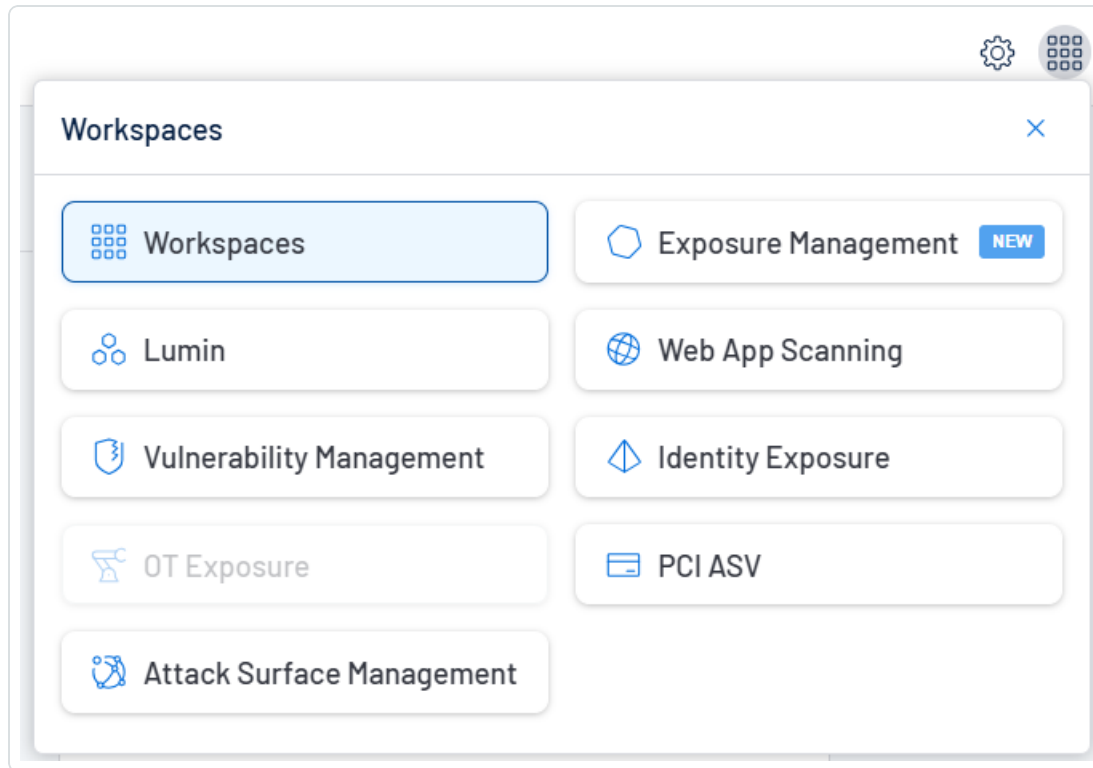 Workspaces
Workspaces
Exposure Management NEW
Lumin
Web App Scanning
Vulnerability Management
Identity Exposure
OT Exposure
PCI ASV
Attack Surface Management